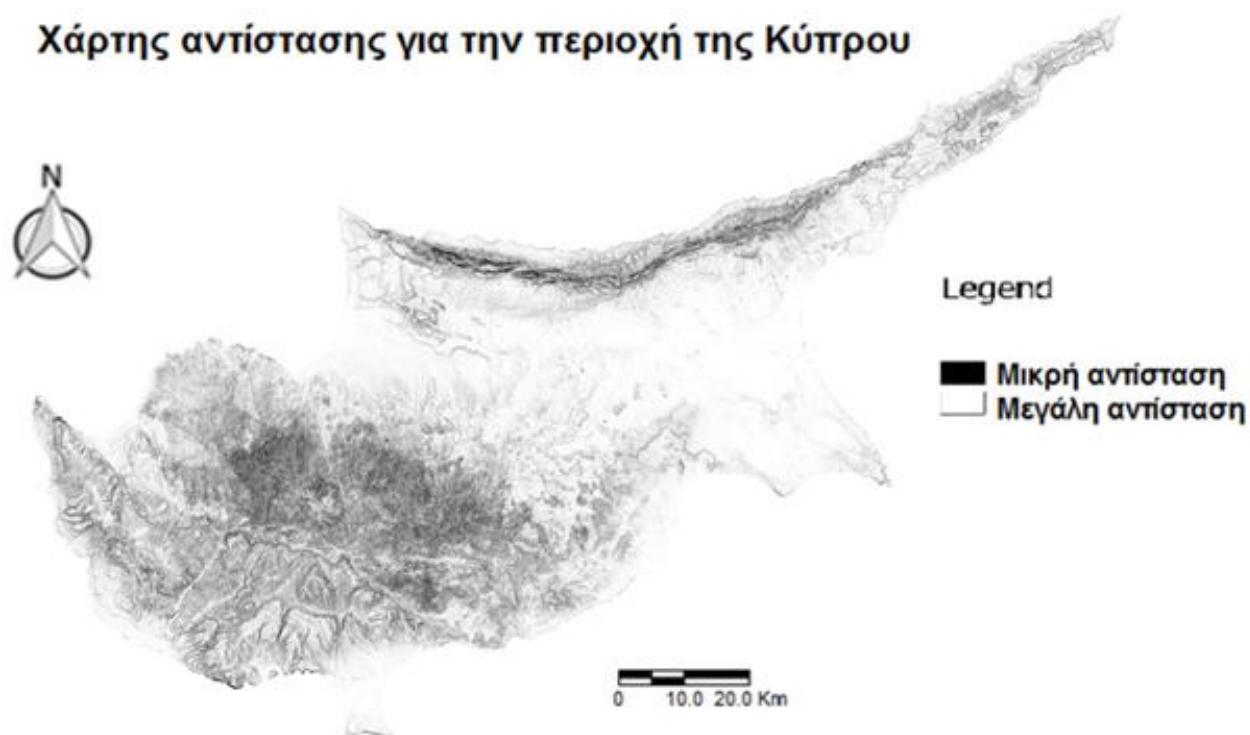 Χάρτης αντίστασης για την περιοχή της Κύπρου
N
Legend
Μικρή αντίσταση
Μεγάλη αντίσταση
0 10.0 20.0 Km